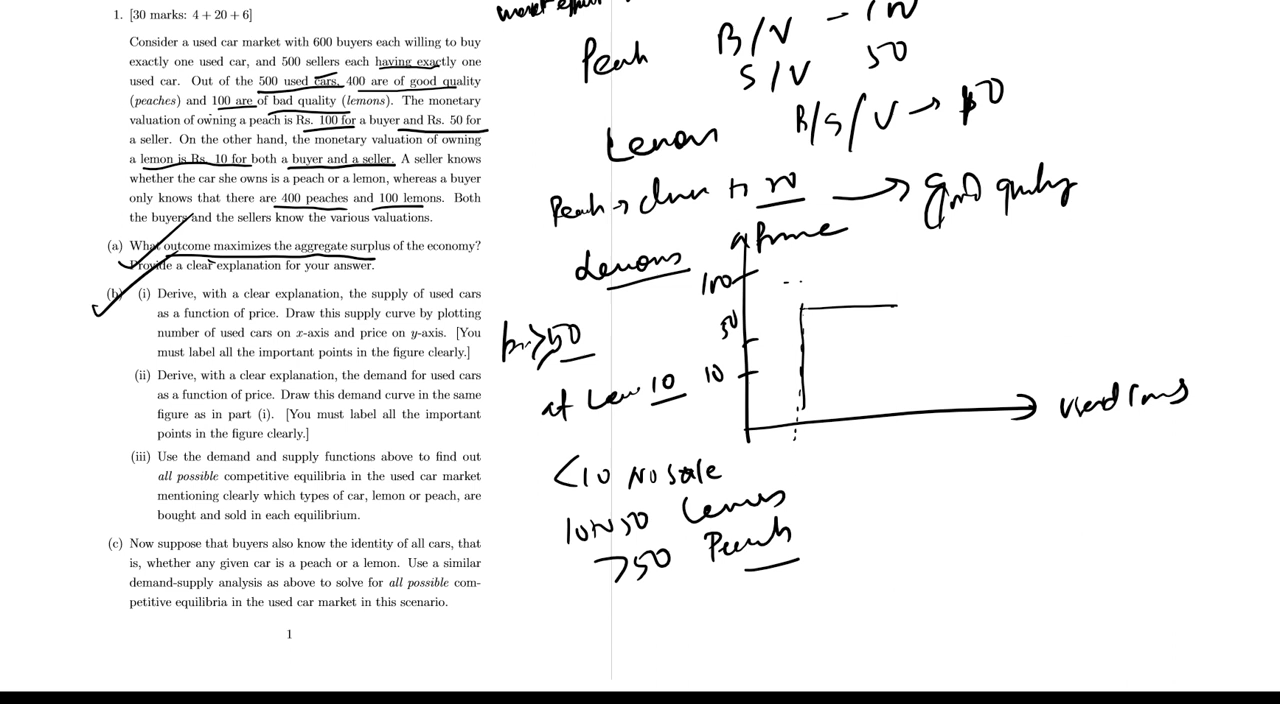 1. [30 marks: 4 + 20 + 6]
Consider a used car market with 600 buyers each willing to buy
exactly one used car, and 500 sellers each having exactly one
used car. Out of the 500 used cars, 400 are of good quality
(peaches) and 100 are of bad quality (lemons). The monetary
valuation of owning a peach is Rs. 100 for a buyer and Rs. 50 for
a seller. On the other hand, the monetary valuation of owning
a lemon is Rs. 10 for both a buyer and a seller. A seller knows
whether the car she owns is a peach or a lemon, whereas a buyer
only knows that there are 400 peaches and 100 lemons. Both
the buyers and the sellers know the various valuations.
(a) What outcome maximizes the aggregate surplus of the economy?
Provide a clear explanation for your answer.
(b) (i) Derive, with a clear explanation, the supply of used cars
as a function of price. Draw this supply curve by plotting
number of used cars on x-axis and price on y-axis. [You
must label all the important points in the figure clearly.]
(ii) Derive, with a clear explanation, the demand for used cars
as a function of price. Draw this demand curve in the same
figure as in part (i). [You must label all the important
points in the figure clearly.]
(iii) Use the demand and supply functions above to find out
all possible competitive equilibria in the used car market
mentioning clearly which types of car, lemon or peach, are
bought and sold in each equilibrium.
(c) Now suppose that buyers also know the identity of all cars, that
is, whether any given car is a peach or a lemon. Use a similar
demand-supply analysis as above to solve for all possible com-
petitive equilibria in the used car market in this scenario.
1
market
Peach B/V - 100
S/V 50
Lemon B/S/V → 10
Peach → → good quality
Lemons price
100
50
10
used cars
p > 50
at Least 10
<10 No sale
10 50 Lemons
>50 Peach